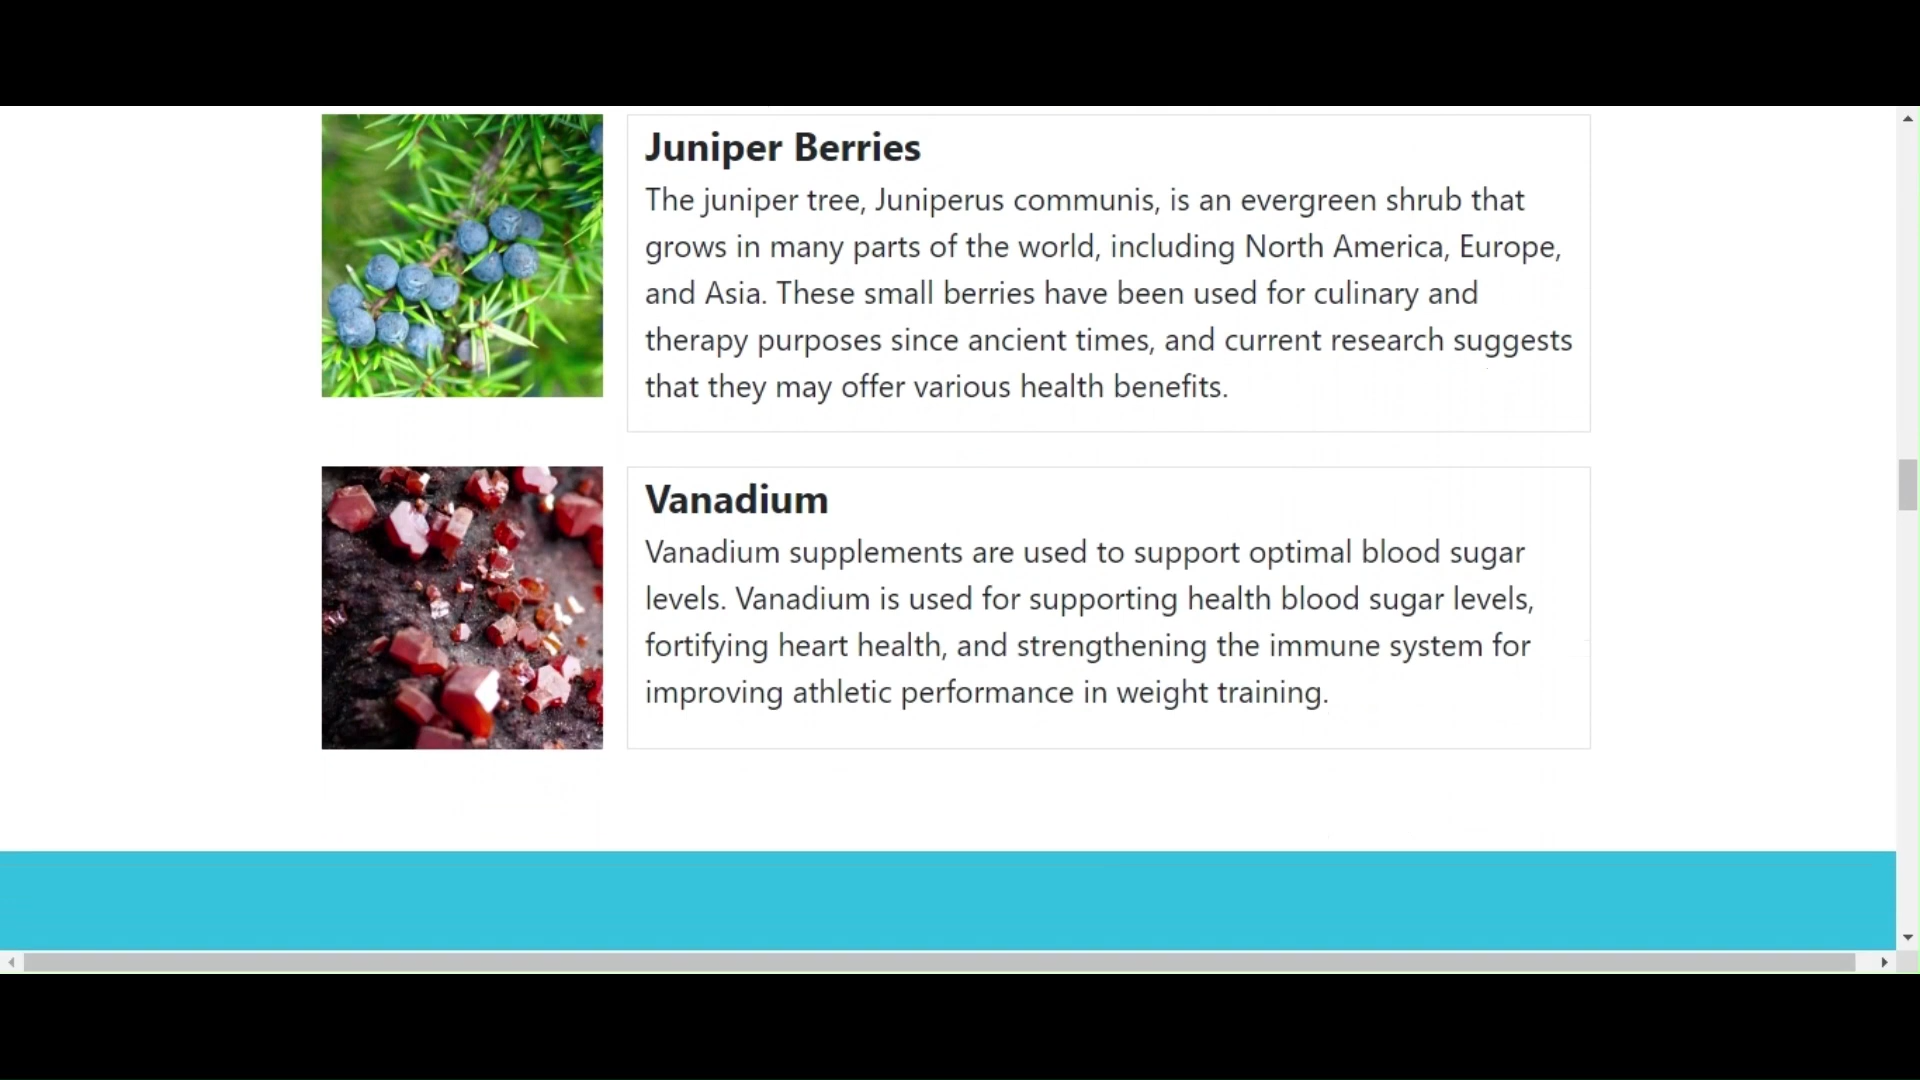 Juniper Berries
The juniper tree, Juniperus communis, is an evergreen shrub that
grows in many parts of the world, including North America, Europe,
and Asia. These small berries have been used for culinary and
therapy purposes since ancient times, and current research suggests
that they may offer various health benefits.
Vanadium
Vanadium supplements are used to support optimal blood sugar
levels. Vanadium is used for supporting health blood sugar levels,
fortifying heart health, and strengthening the immune system for
improving athletic performance in weight training.